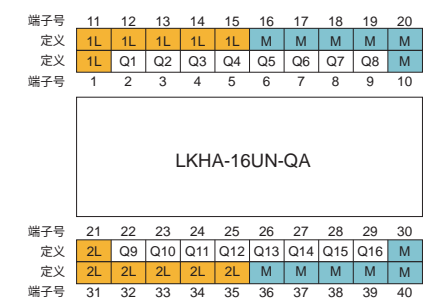 端子号 11 12 13 14 15 16 17 18 19 20
定义 1L 1L 1L 1L 1L M M M M M
定义 1L Q1 Q2 Q3 Q4 Q5 Q6 Q7 Q8 M
端子号 1 2 3 4 5 6 7 8 9 10
LKHA-16UN-QA
端子号 21 22 23 24 25 26 27 28 29 30
定义 2L Q9 Q10 Q11 Q12 Q13 Q14 Q15 Q16 M
定义 2L 2L 2L 2L 2L M M M M M
端子号 31 32 33 34 35 36 37 38 39 40